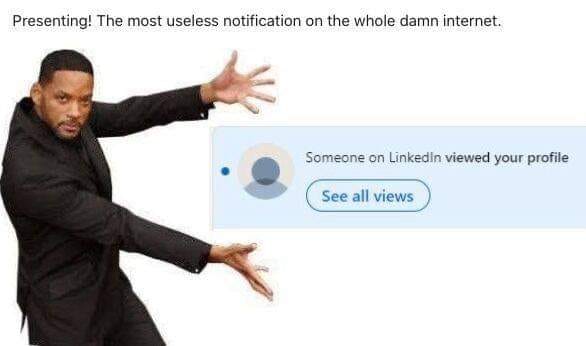 Presenting! The most useless notification on the whole damn internet.
Someone on LinkedIn viewed your profile
See all views